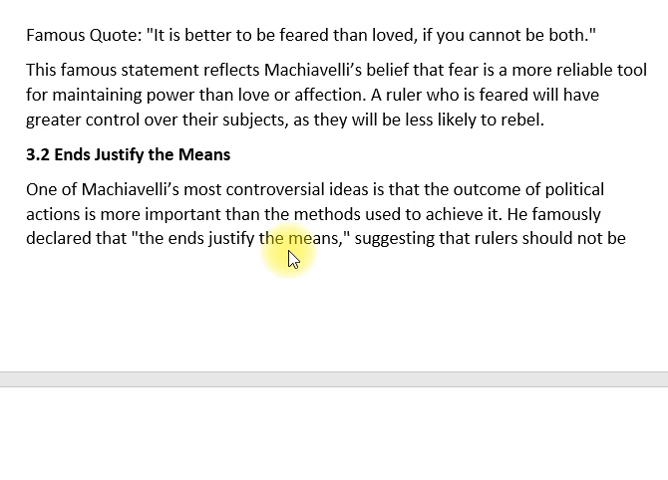 Famous Quote: "It is better to be feared than loved, if you cannot be both."
This famous statement reflects Machiavelli’s belief that fear is a more reliable tool
for maintaining power than love or affection. A ruler who is feared will have
greater control over their subjects, as they will be less likely to rebel.
3.2 Ends Justify the Means
One of Machiavelli’s most controversial ideas is that the outcome of political
actions is more important than the methods used to achieve it. He famously
declared that "the ends justify the means," suggesting that rulers should not be